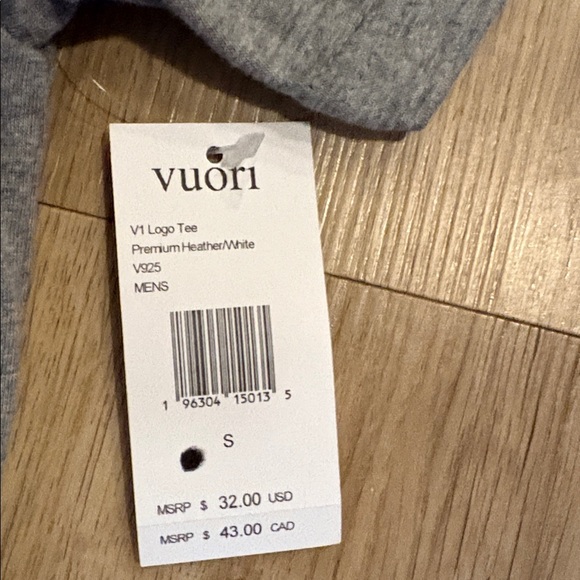 vuori
V1 Logo Tee
Premium Heather/White
V925
MENS
1 96304 15013 5
S
MSRP $ 32.00 USD
MSRP $ 43.00 CAD